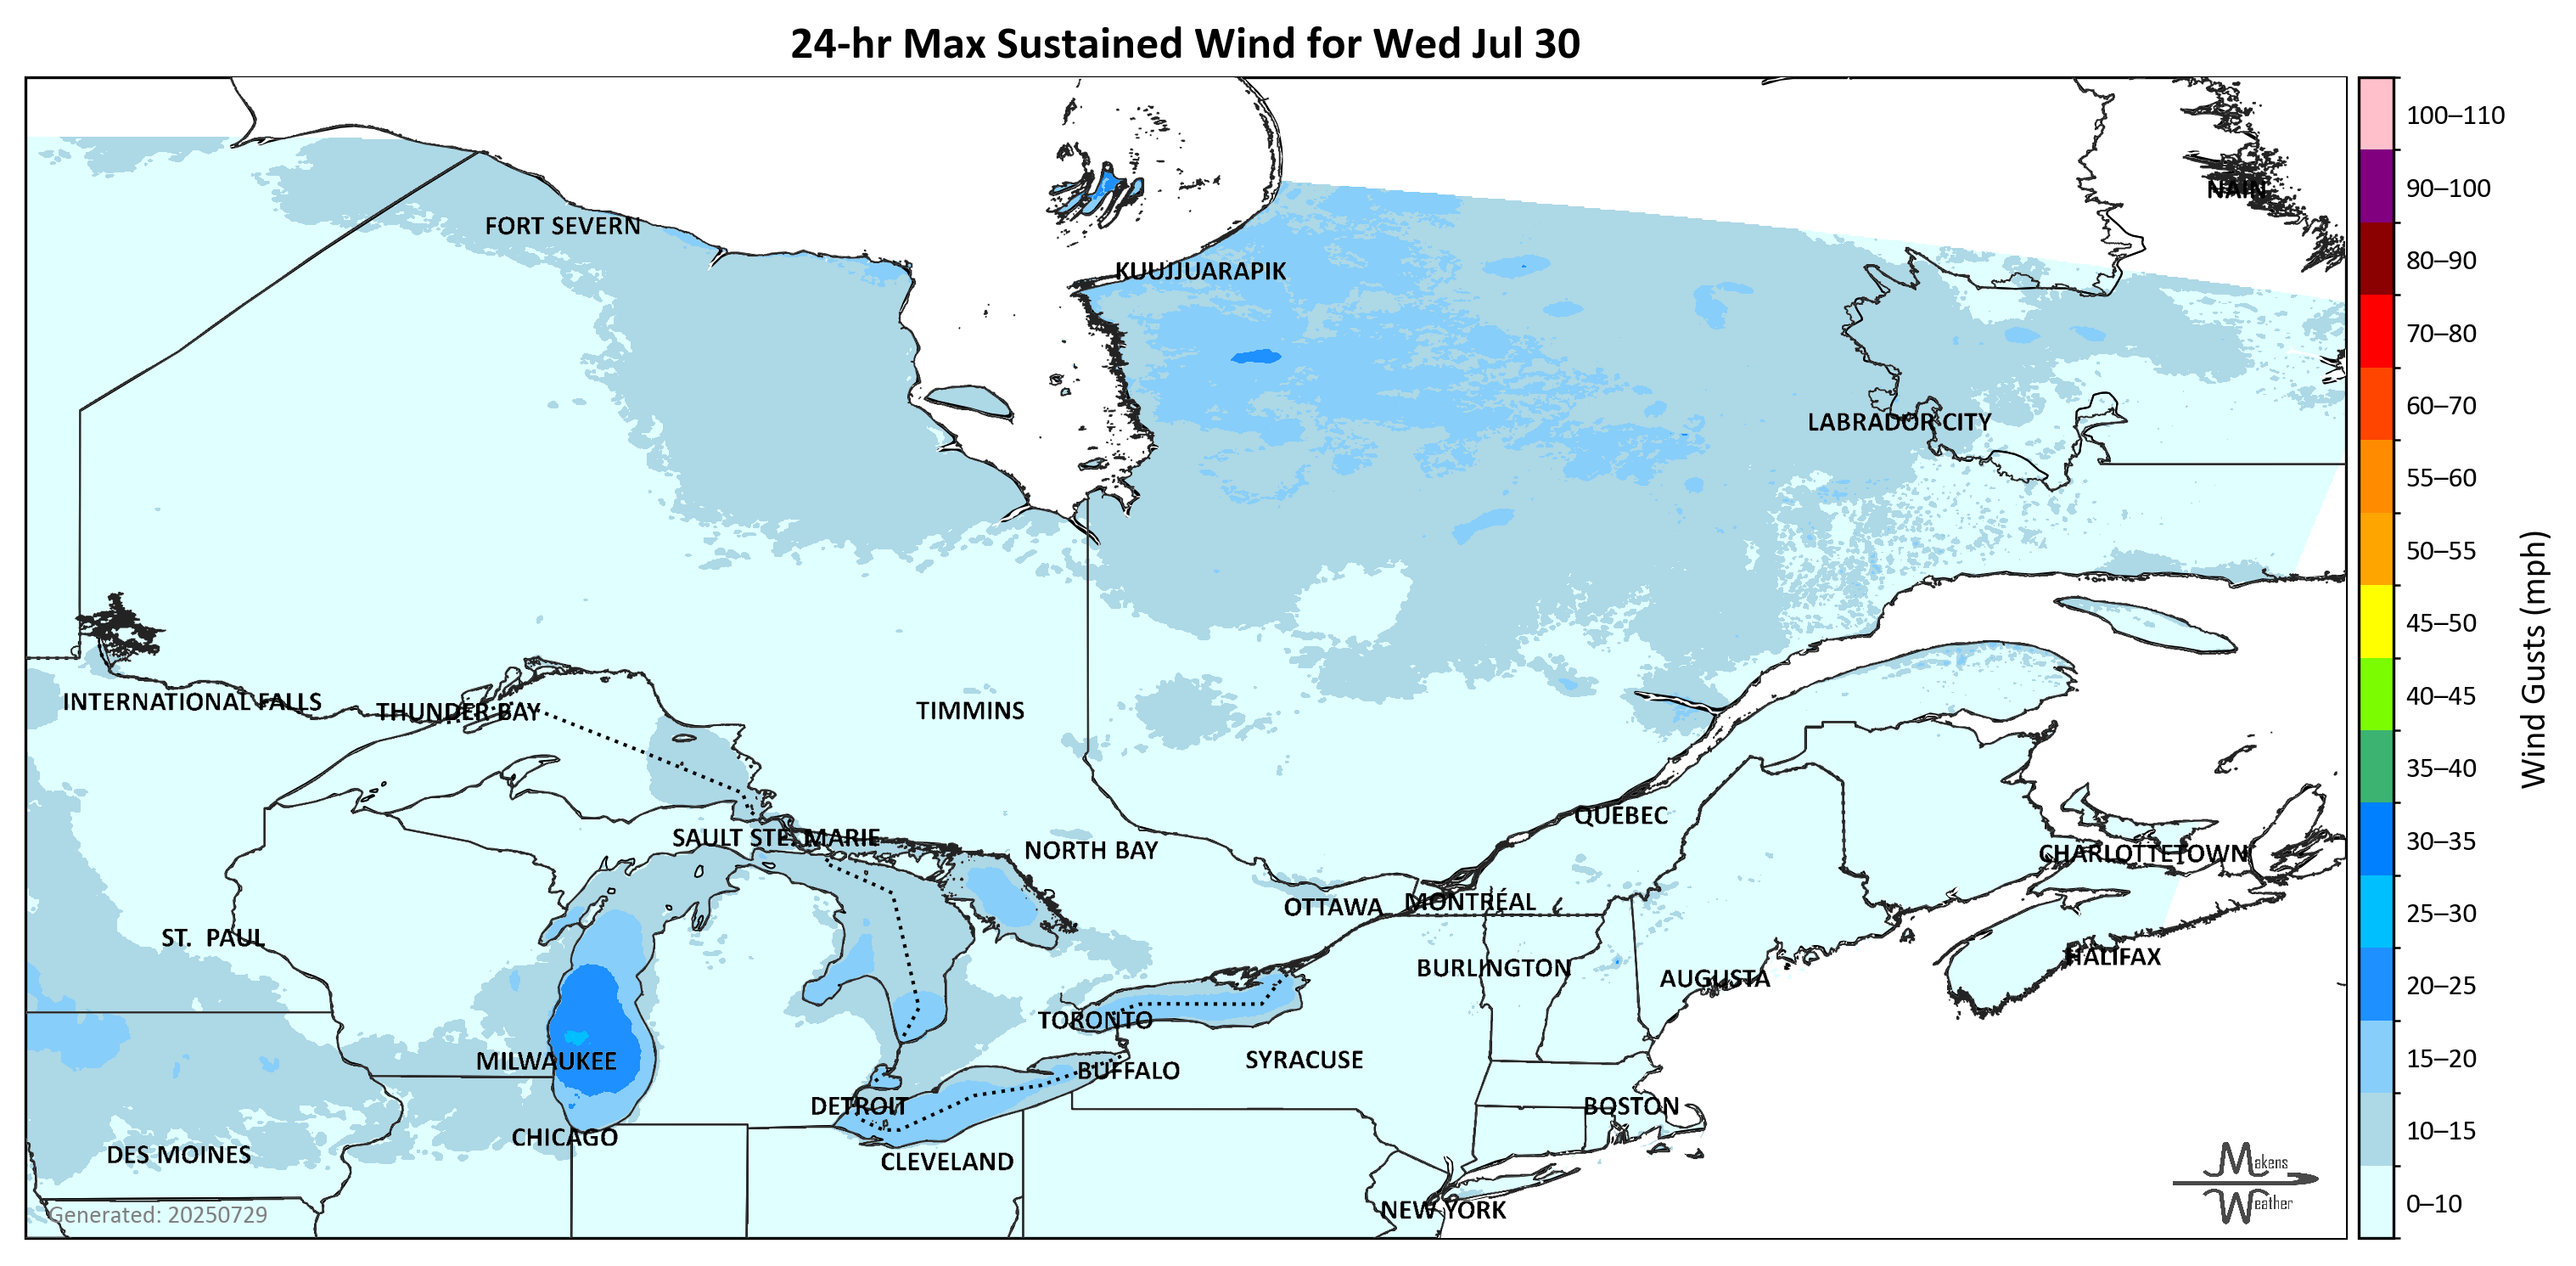 24-hr Max Sustained Wind for Wed Jul 30
100–110
90–100
NAIN
FORT SEVERN
80–90
KUUJJUARAPIK
70–80
60–70
LABRADOR CITY
55–60
50–55
45–50
Wind Gusts (mph)
40–45
INTERNATIONAL FALLS
THUNDER BAY
TIMMINS
35–40
QUÉBEC
30–35
SAULT STE. MARIE
NORTH BAY
CHARLOTTETOWN
OTTAWA
MONTRÉAL
25–30
ST. PAUL
BURLINGTON
HALIFAX
AUGUSTA
20–25
TORONTO
MILWAUKEE
SYRACUSE
BUFFALO
15–20
DETROIT
BOSTON
CHICAGO
10–15
DES MOINES
CLEVELAND
Makens
Weather
NEW YORK
0–10
Generated: 20250729